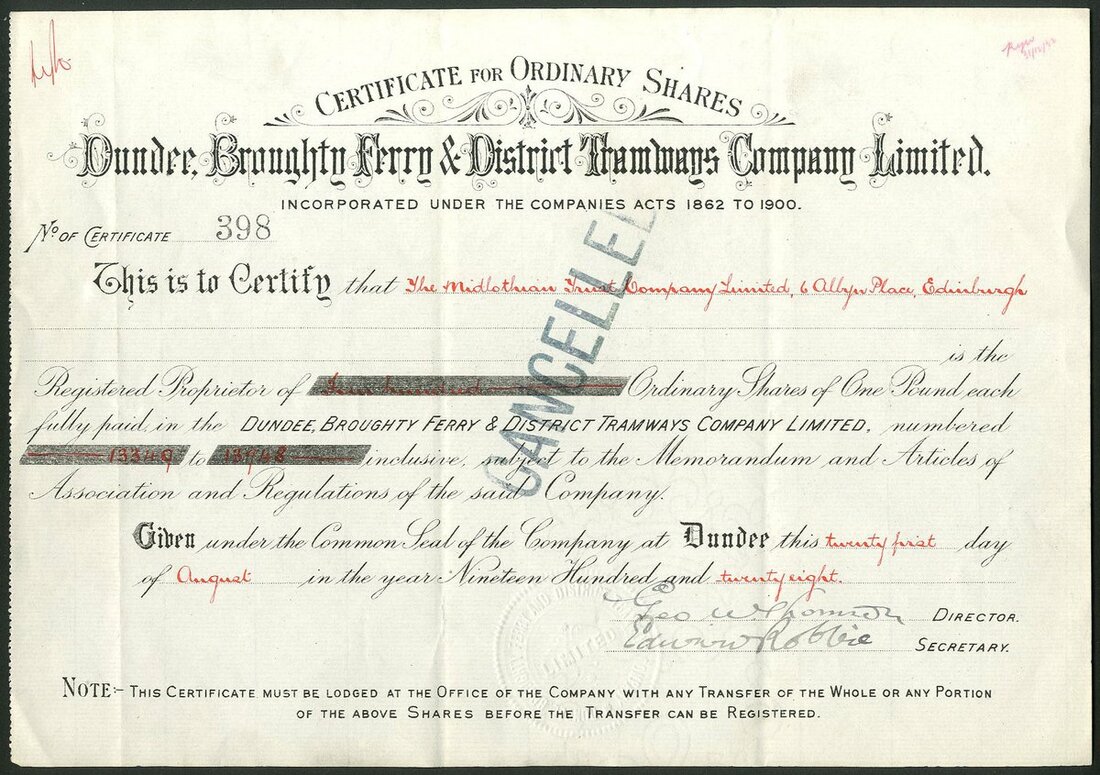 CERTIFICATE FOR ORDINARY SHARES
Dundee, Broughty Ferry & District Tramways Company Limited.
INCORPORATED UNDER THE COMPANIES ACTS 1862 TO 1900.
No. OF CERTIFICATE 398
This is to Certify that The Midlothian Trust Company Limited, 6 Albyn Place, Edinburgh
is the
Registered Proprietor of hundred Ordinary Shares of One Pound each
fully paid, in the DUNDEE, BROUGHTY FERRY & DISTRICT TRAMWAYS COMPANY LIMITED, numbered
13349 to 13948 inclusive, subject to the Memorandum and Articles of
Association and Regulations of the said Company.
CANCELLED
Given under the Common Seal of the Company at Dundee this twenty first day
of August in the year Nineteen Hundred and twenty eight.
Geo W Thomson DIRECTOR.
Edward Robbie SECRETARY.
NOTE:- THIS CERTIFICATE MUST BE LODGED AT THE OFFICE OF THE COMPANY WITH ANY TRANSFER OF THE WHOLE OR ANY PORTION
OF THE ABOVE SHARES BEFORE THE TRANSFER CAN BE REGISTERED.